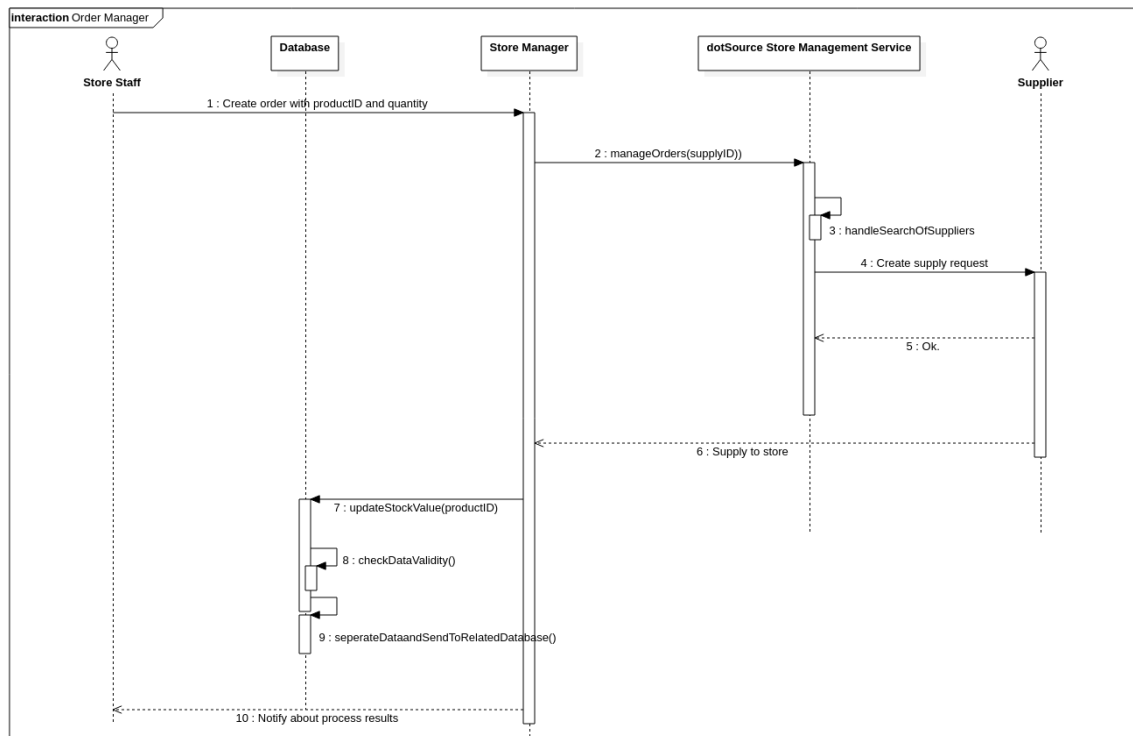 interaction Order Manager
Store Staff
Database
Store Manager
dotSource Store Management Service
Supplier
1 : Create order with productID and quantity
2 : manageOrders(supplyID))
3 : handleSearchOfSuppliers
4 : Create supply request
5 : Ok.
6 : Supply to store
7 : updateStockValue(productID)
8 : checkDataValidity()
9 : seperateDataandSendToRelatedDatabase()
10 : Notify about process results